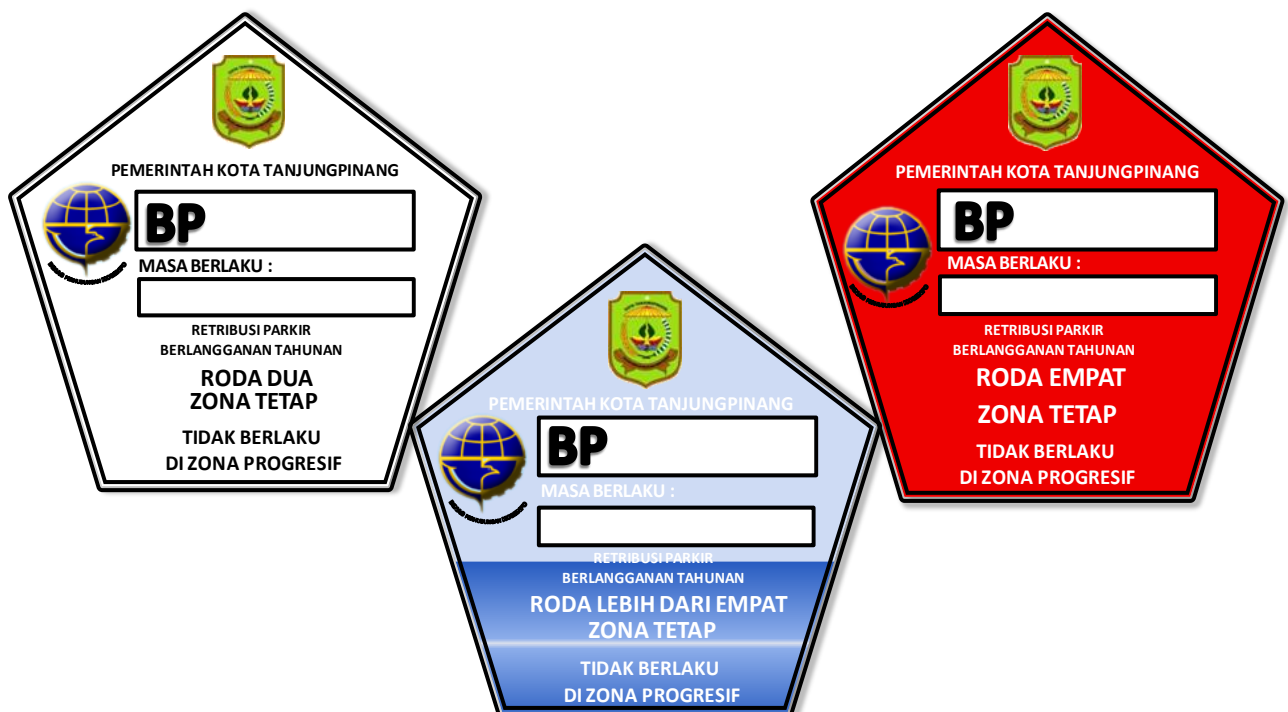 PEMERINTAH KOTA TANJUNGPINANG
BP
MASA BERLAKU :
RETRIBUSI PARKIR
BERLANGGANAN TAHUNAN
RODA DUA
ZONA TETAP
TIDAK BERLAKU
DI ZONA PROGRESIF
PEMERINTAH KOTA TANJUNGPINANG
BP
MASA BERLAKU :
RETRIBUSI PARKIR
BERLANGGANAN TAHUNAN
RODA LEBIH DARI EMPAT
ZONA TETAP
TIDAK BERLAKU
DI ZONA PROGRESIF
PEMERINTAH KOTA TANJUNGPINANG
BP
MASA BERLAKU :
RETRIBUSI PARKIR
BERLANGGANAN TAHUNAN
RODA EMPAT
ZONA TETAP
TIDAK BERLAKU
DI ZONA PROGRESIF